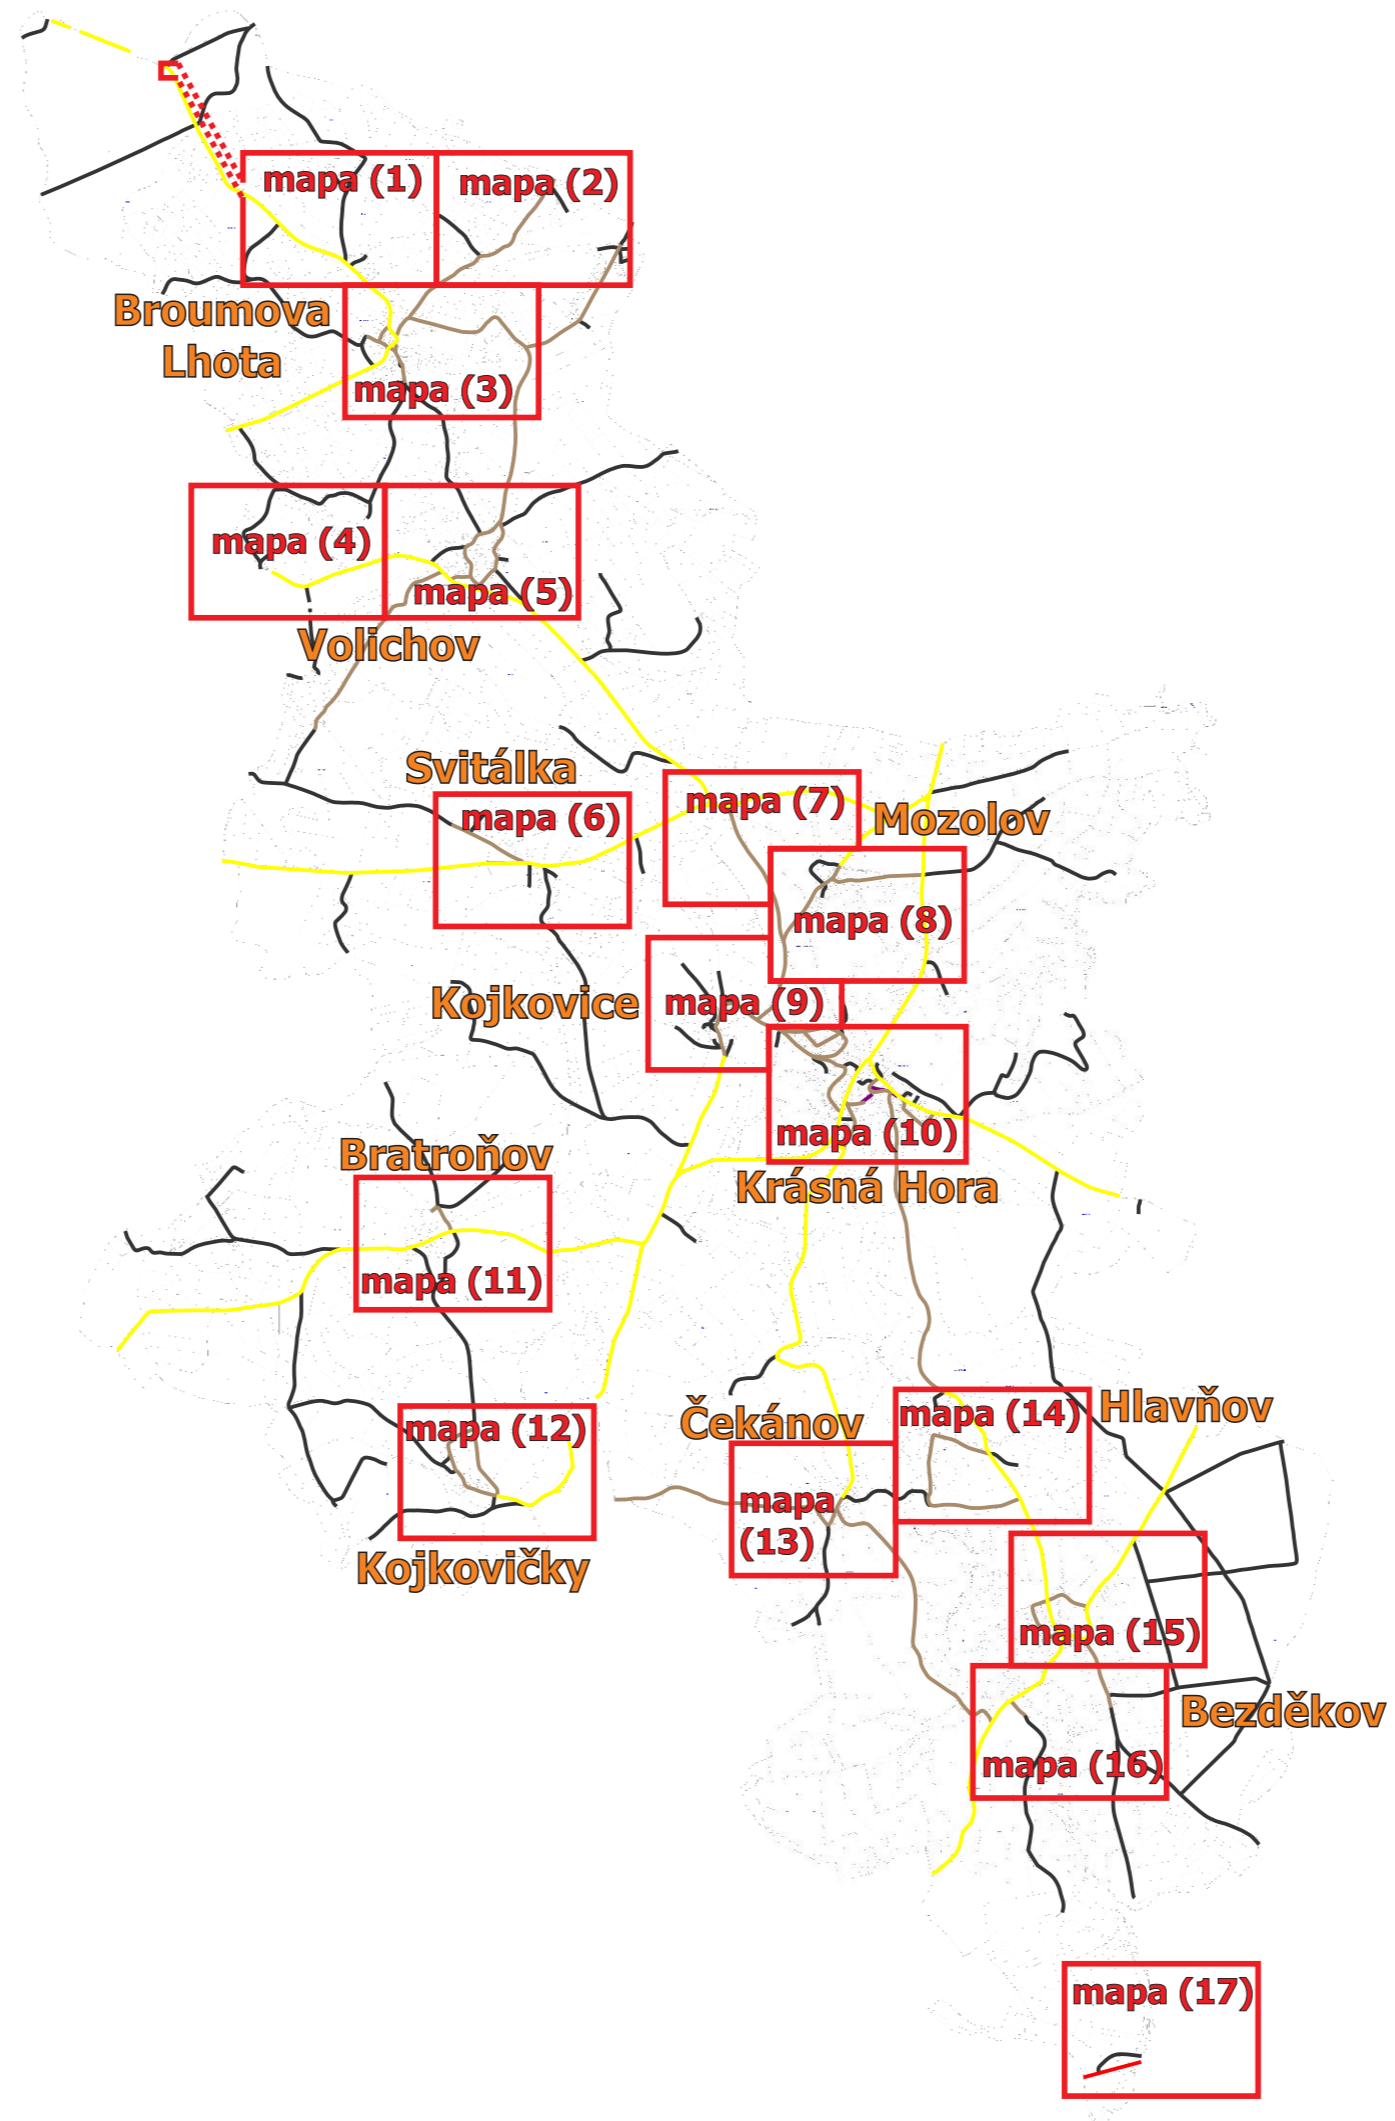 mapa (1)
mapa (2)
Broumova
Lhota
mapa (3)
mapa (4)
mapa (5)
Volichov
Svitálka
mapa (6)
mapa (7)
Mozolov
mapa (8)
Kojkovice
mapa (9)
mapa (10)
Krásná Hora
Bratroňov
mapa (11)
Čekánov
mapa (14)
Hlavňov
mapa (12)
mapa
(13)
Kojkovičky
mapa (15)
Bezděkov
mapa (16)
mapa (17)